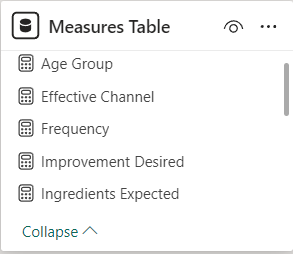 Measures Table
Age Group
Effective Channel
Frequency
Improvement Desired
Ingredients Expected
Collapse